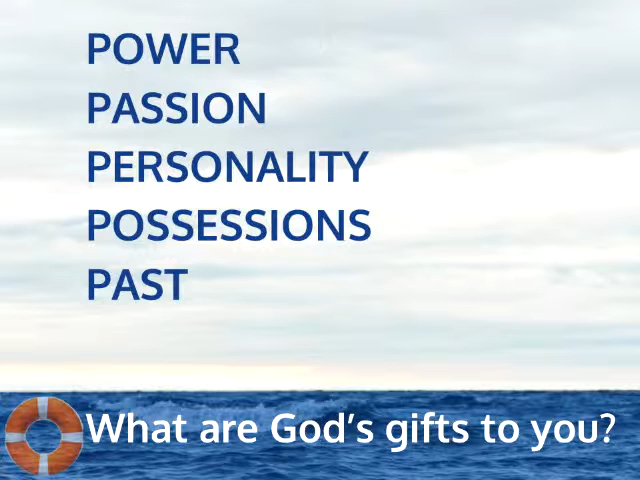 POWER
PASSION
PERSONALITY
POSSESSIONS
PAST
What are God’s gifts to you?